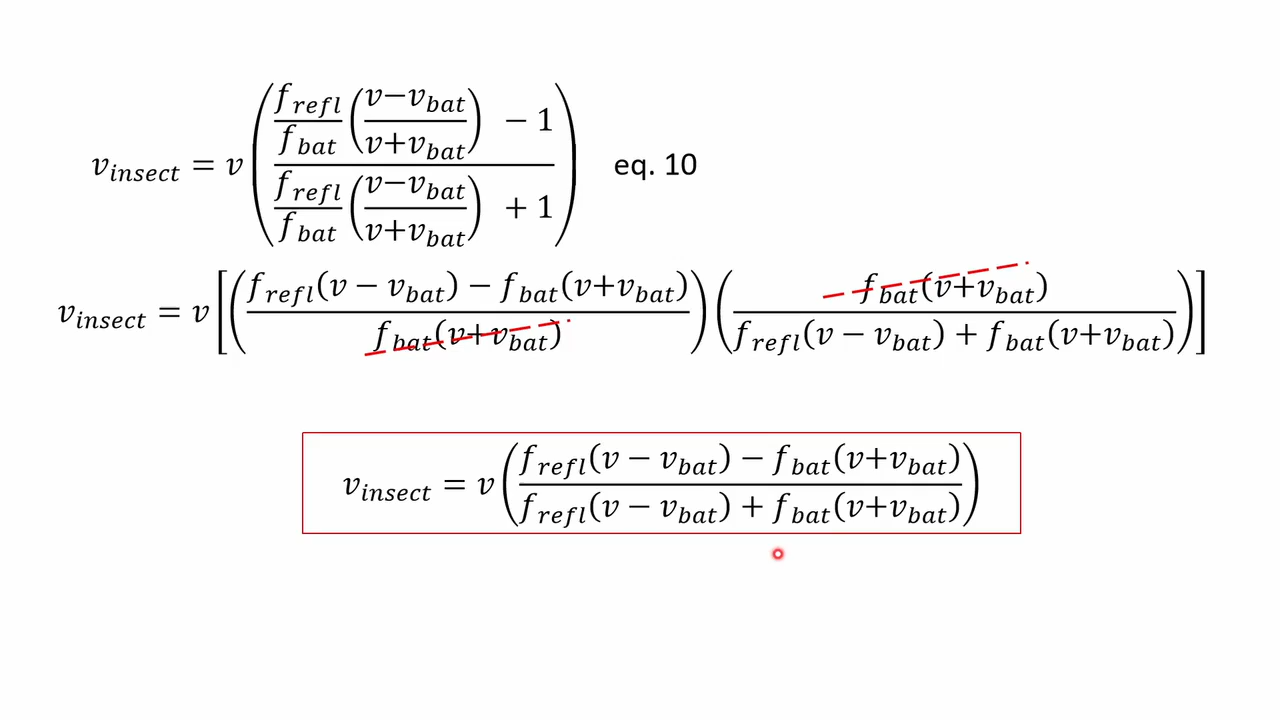 v_insect = v ( ( f_refl / f_bat ( v−v_bat / v+v_bat ) − 1 ) / ( f_refl / f_bat ( v−v_bat / v+v_bat ) + 1 ) ) eq. 10
v_insect = v [ ( f_refl(v − v_bat) − f_bat(v+v_bat) / f_bat(v+v_bat) ) ( f_bat(v+v_bat) / f_refl(v − v_bat) + f_bat(v+v_bat) ) ]
v_insect = v ( f_refl(v − v_bat) − f_bat(v+v_bat) / f_refl(v − v_bat) + f_bat(v+v_bat) )